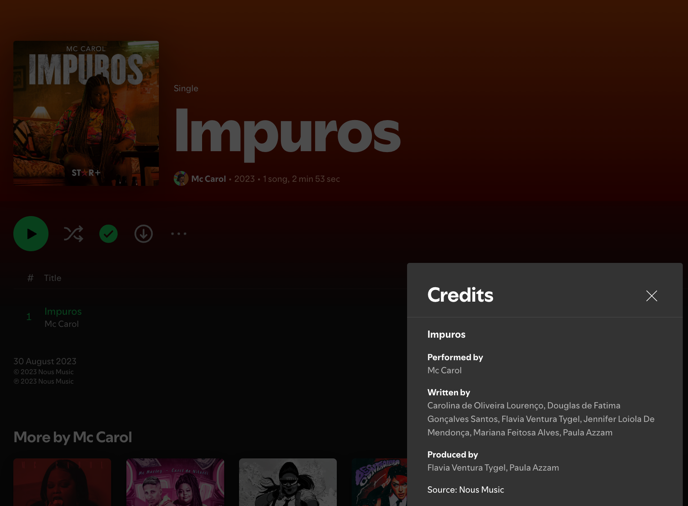 MC CAROL
IMPUROS
STAR+
Single
Impuros
Mc Carol • 2023 • 1 song, 2 min 53 sec
# Title
1 Impuros
Mc Carol
30 August 2023
© 2023 Nous Music
℗ 2023 Nous Music
More by Mc Carol
Credits
Impuros
Performed by
Mc Carol
Written by
Carolina de Oliveira Lourenço, Douglas de Fatima
Gonçalves Santos, Flavia Ventura Tygel, Jennifer Loiola De
Mendonça, Mariana Feitosa Alves, Paula Azzam
Produced by
Flavia Ventura Tygel, Paula Azzam
Source: Nous Music